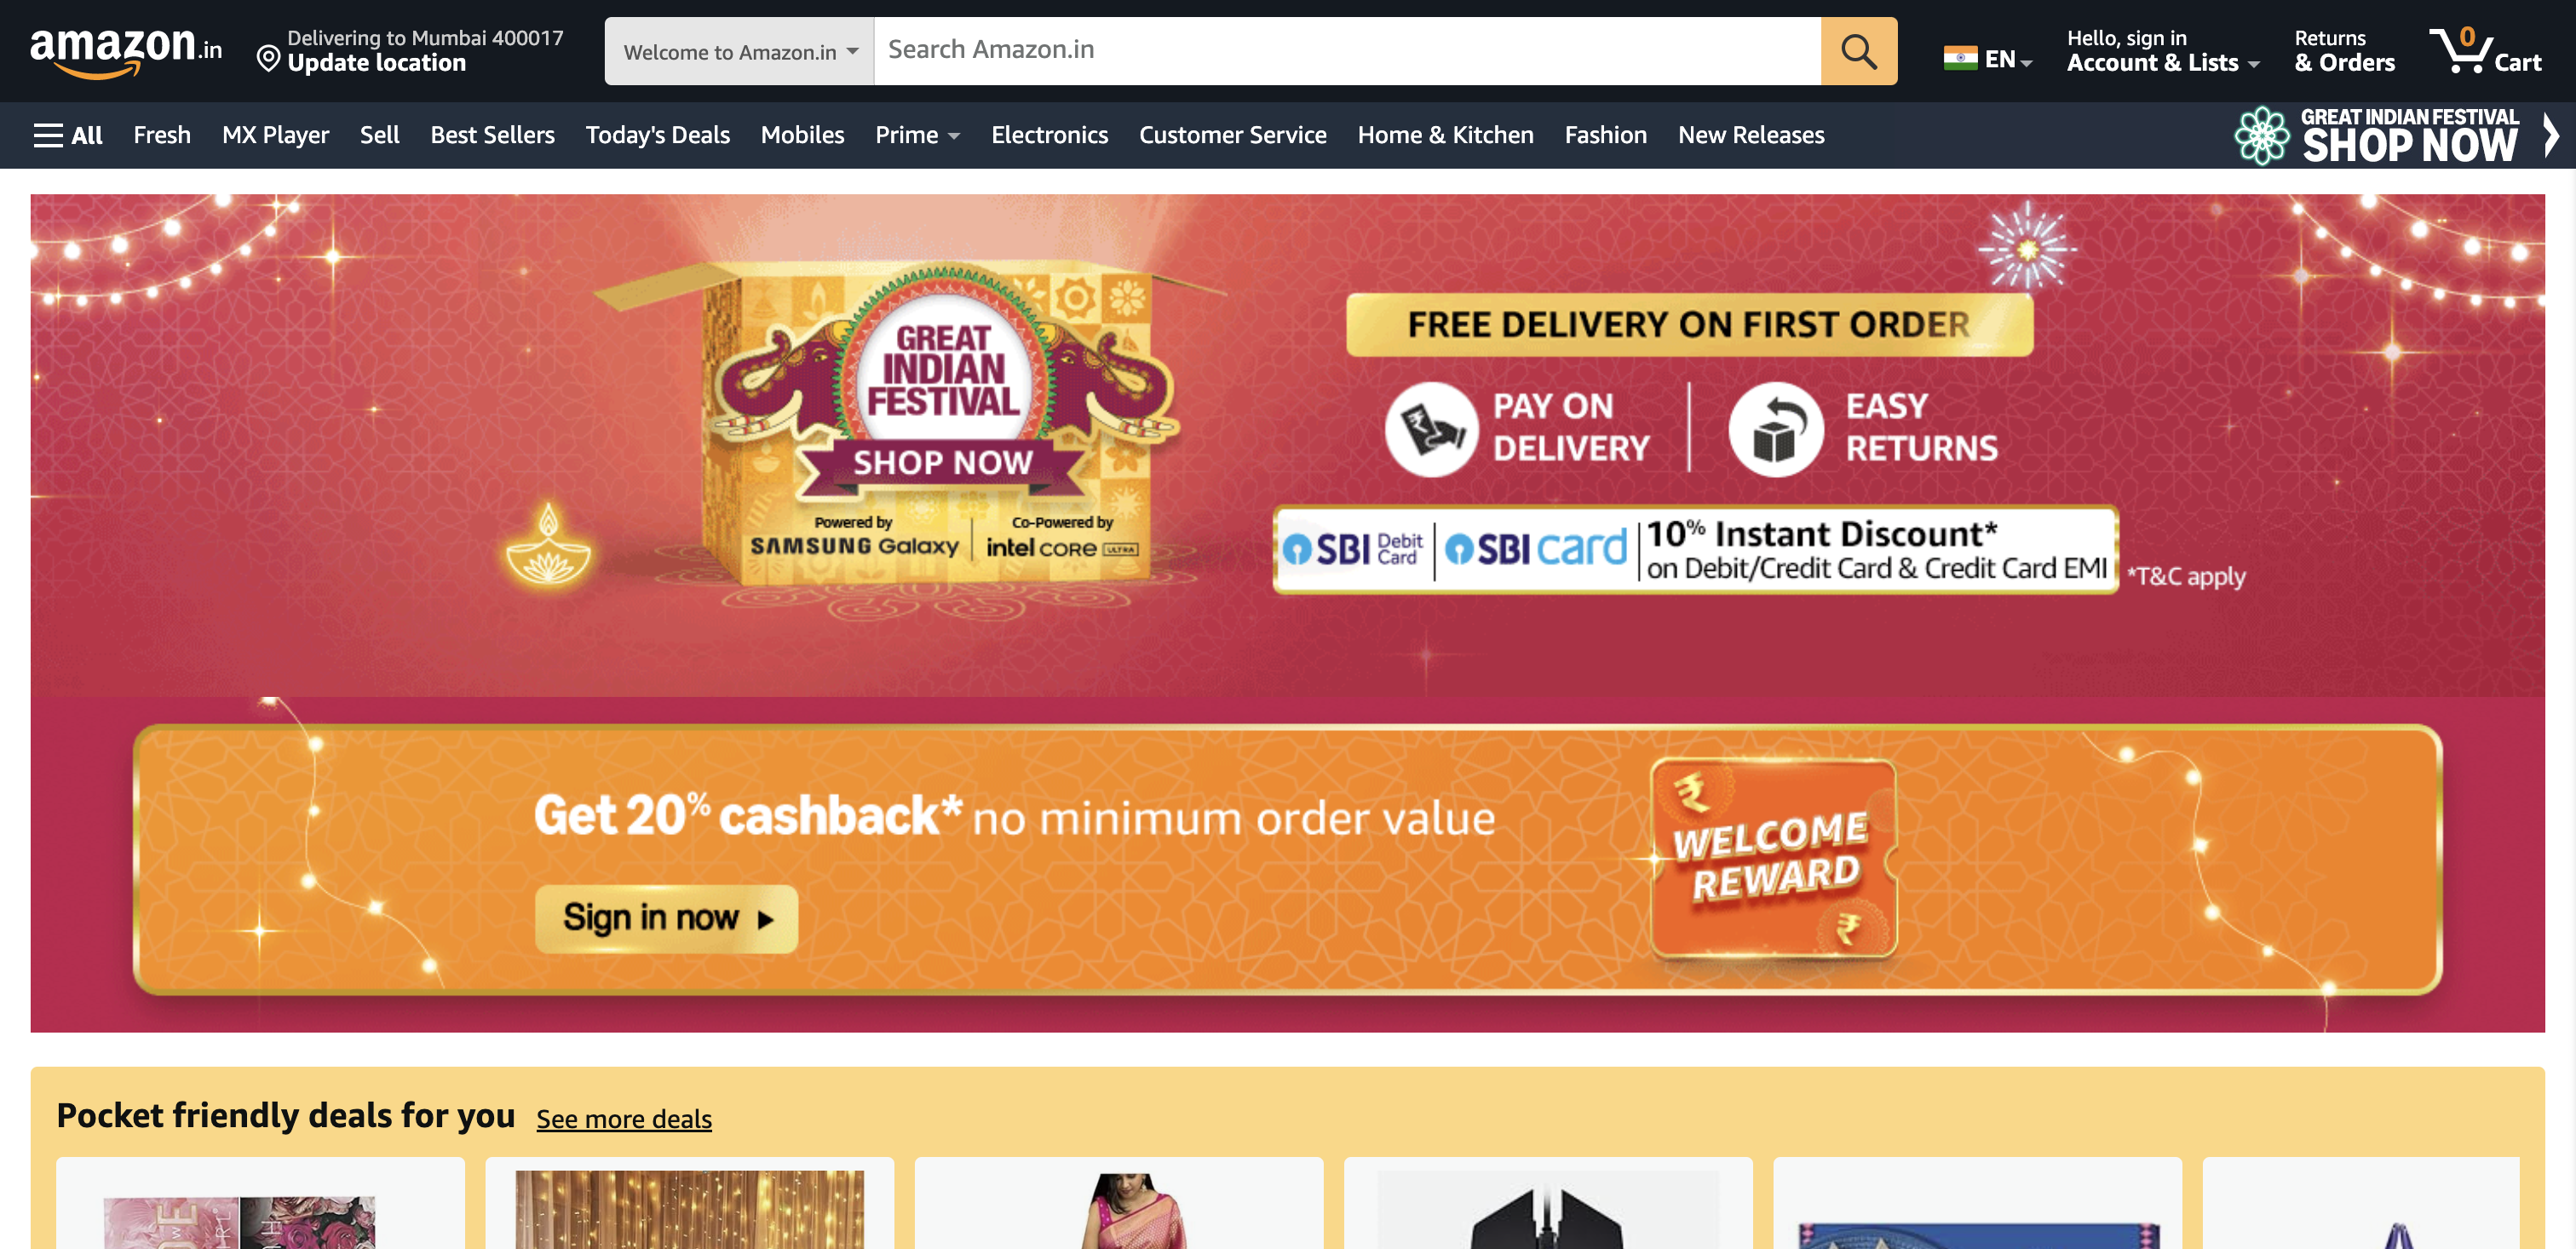 amazon.in
Delivering to Mumbai 400017
Update location
Welcome to Amazon.in
Search Amazon.in
EN
Hello, sign in
Account & Lists
Returns
& Orders
0
Cart
All
Fresh
MX Player
Sell
Best Sellers
Today's Deals
Mobiles
Prime
Electronics
Customer Service
Home & Kitchen
Fashion
New Releases
GREAT INDIAN FESTIVAL
SHOP NOW
GREAT
INDIAN
FESTIVAL
SHOP NOW
Powered by
SAMSUNG Galaxy
Co-Powered by
intel CORE ULTRA
FREE DELIVERY ON FIRST ORDER
PAY ON
DELIVERY
EASY
RETURNS
SBI Debit
Card
SBI card
10% Instant Discount*
on Debit/Credit Card & Credit Card EMI
*T&C apply
Get 20% cashback* no minimum order value
Sign in now
₹
WELCOME
REWARD
₹
Pocket friendly deals for you
See more deals